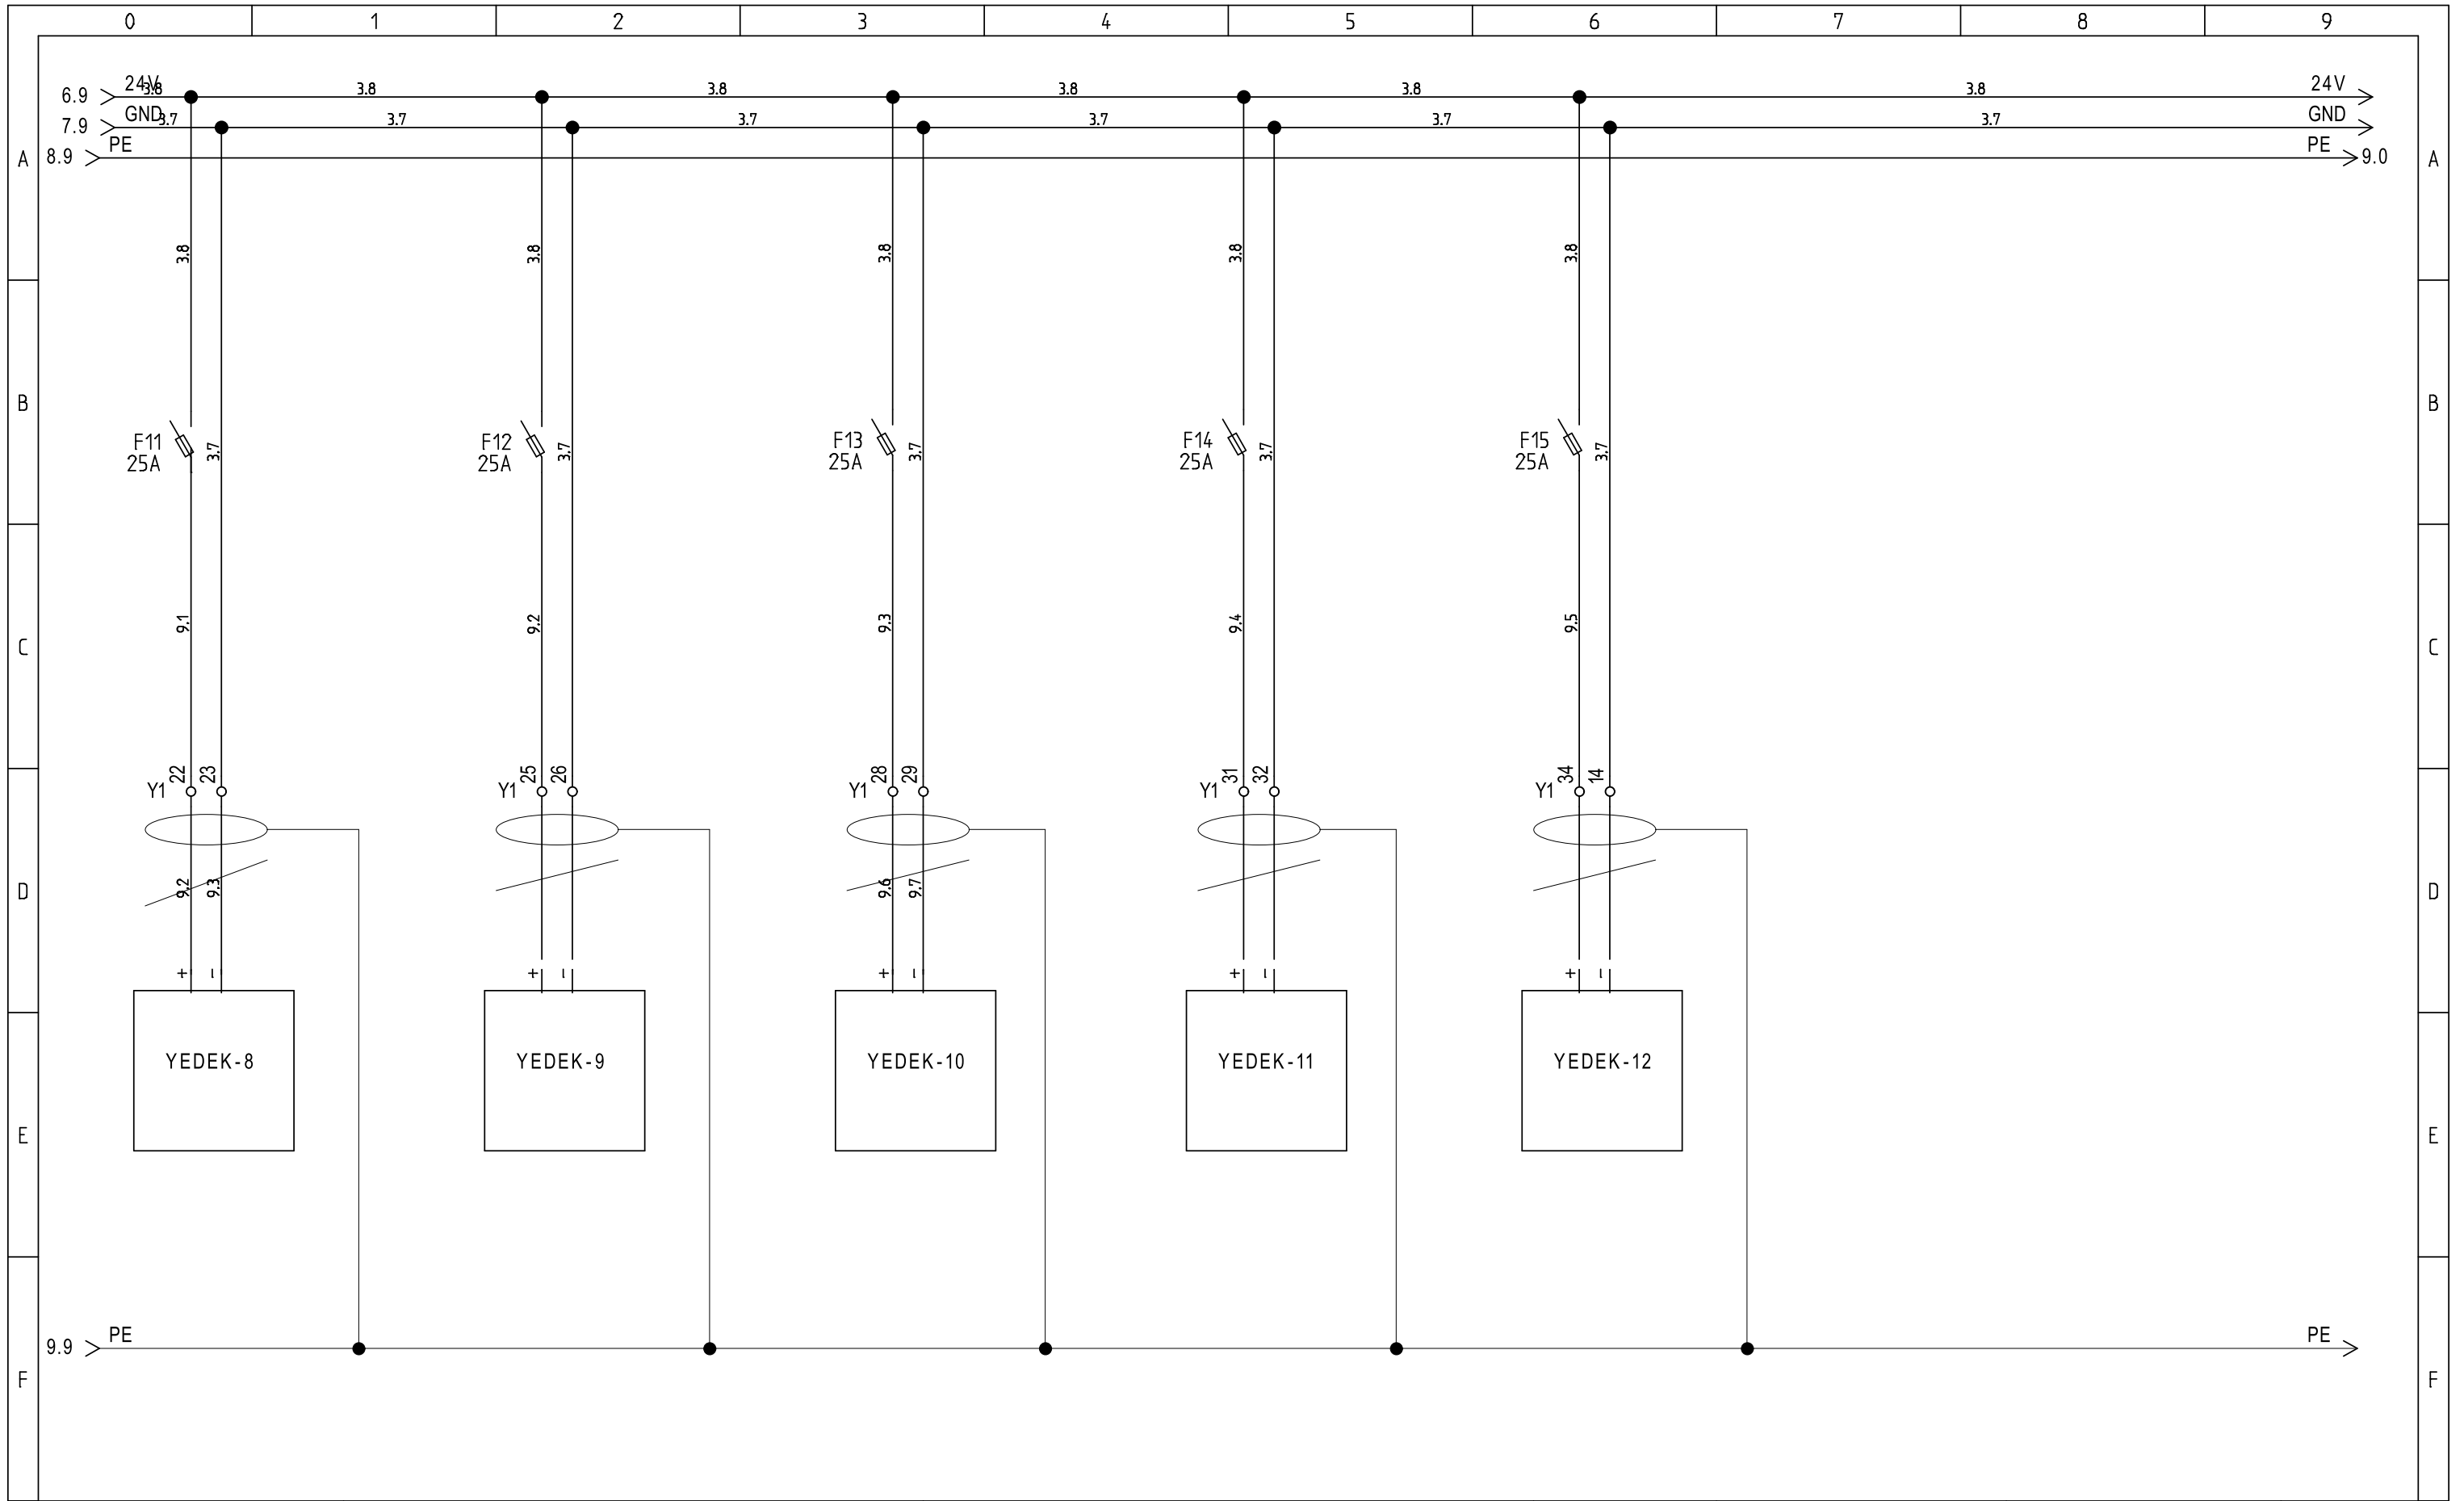 0 1 2 3 4 5 6 7 8 9
6.9 24V 3.8 3.8 3.8 3.8 3.8 3.8 24V
7.9 GND 3.7 3.7 3.7 3.7 3.7 3.7 GND
A 8.9 PE PE 9.0 A
3.8 3.8 3.8 3.8 3.8
B B
F11 3.7 F12 3.7 F13 3.7 F14 3.7 F15 3.7
25A 25A 25A 25A 25A
9.1 9.2 9.3 9.4 9.5
C C
22 23 25 26 28 29 31 32 34 14
Y1 Y1 Y1 Y1 Y1
D 9.2 9.3 9.6 9.7 D
+ - + - + - + - + -
YEDEK-8 YEDEK-9 YEDEK-10 YEDEK-11 YEDEK-12
E E
9.9 PE PE
F F